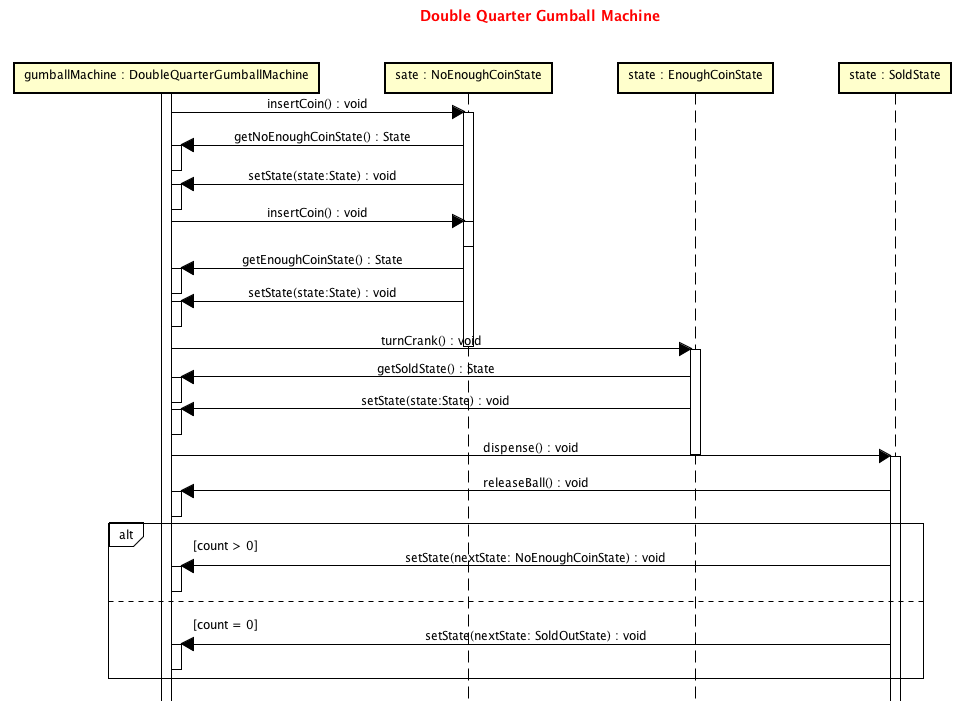 Double Quarter Gumball Machine
gumballMachine : DoubleQuarterGumballMachine
sate : NoEnoughCoinState
state : EnoughCoinState
state : SoldState
insertCoin() : void
getNoEnoughCoinState() : State
setState(state:State) : void
insertCoin() : void
getEnoughCoinState() : State
setState(state:State) : void
turnCrank() : void
getSoldState() : State
setState(state:State) : void
dispense() : void
releaseBall() : void
alt
[count > 0]
setState(nextState: NoEnoughCoinState) : void
[count = 0]
setState(nextState: SoldOutState) : void